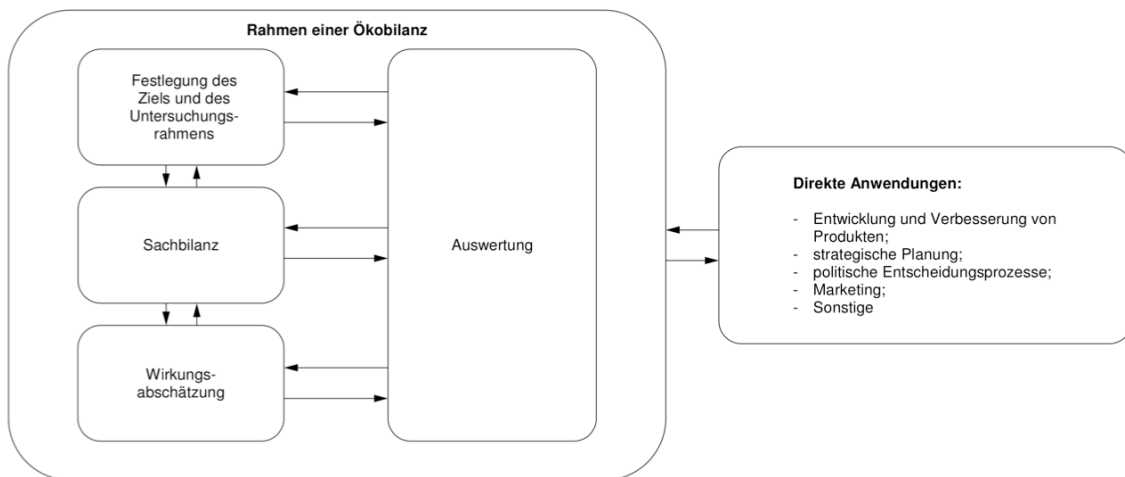 Rahmen einer Ökobilanz
Festlegung des
Ziels und des
Untersuchungs-
rahmens
Sachbilanz
Wirkungs-
abschätzung
Auswertung
Direkte Anwendungen:
- Entwicklung und Verbesserung von
Produkten;
- strategische Planung;
- politische Entscheidungsprozesse;
- Marketing;
- Sonstige